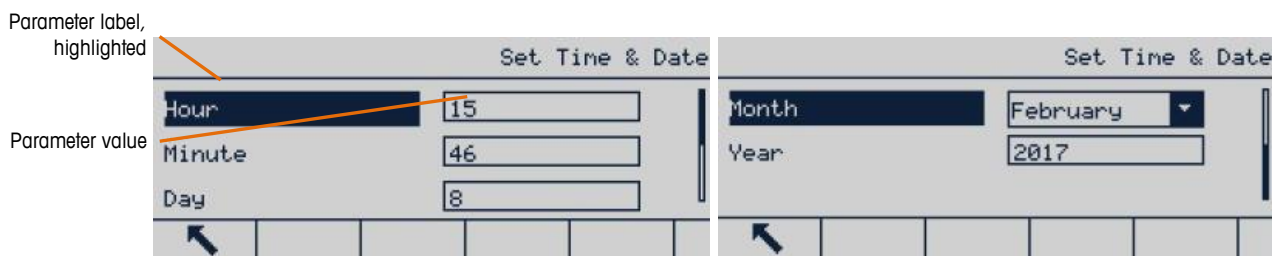 Parameter label,
highlighted
Parameter value
Set Time & Date
Hour 15
Minute 46
Day 8
Set Time & Date
Month February
Year 2017